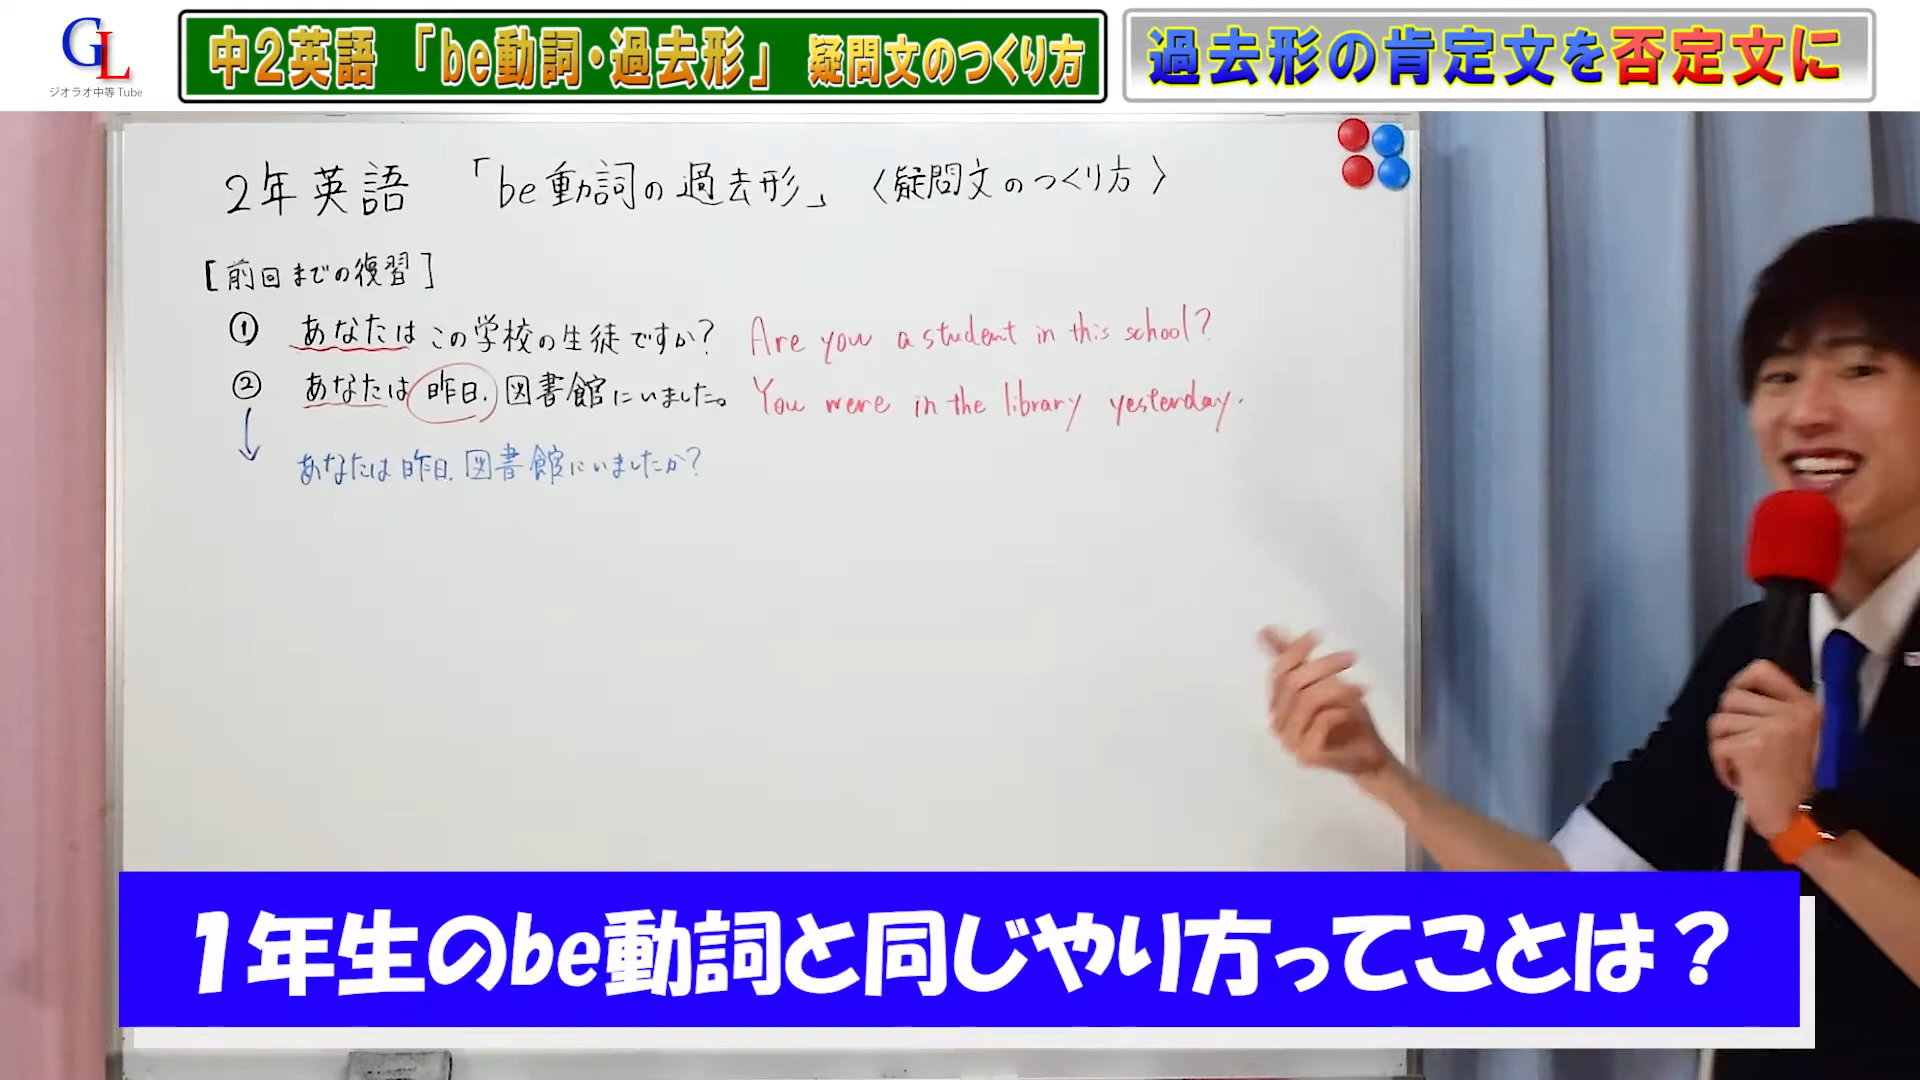 GL
ジオラオ中等Tube
中2英語 「be動詞・過去形」 疑問文のつくり方
過去形の肯定文を否定文に
2年英語 「be動詞の過去形」〈疑問文のつくり方〉
[前回までの復習]
① あなたはこの学校の生徒ですか? Are you a student in this school?
② あなたは昨日、図書館にいました。 You were in the library yesterday.
↓
あなたは昨日、図書館にいましたか?
1年生のbe動詞と同じやり方ってことは?